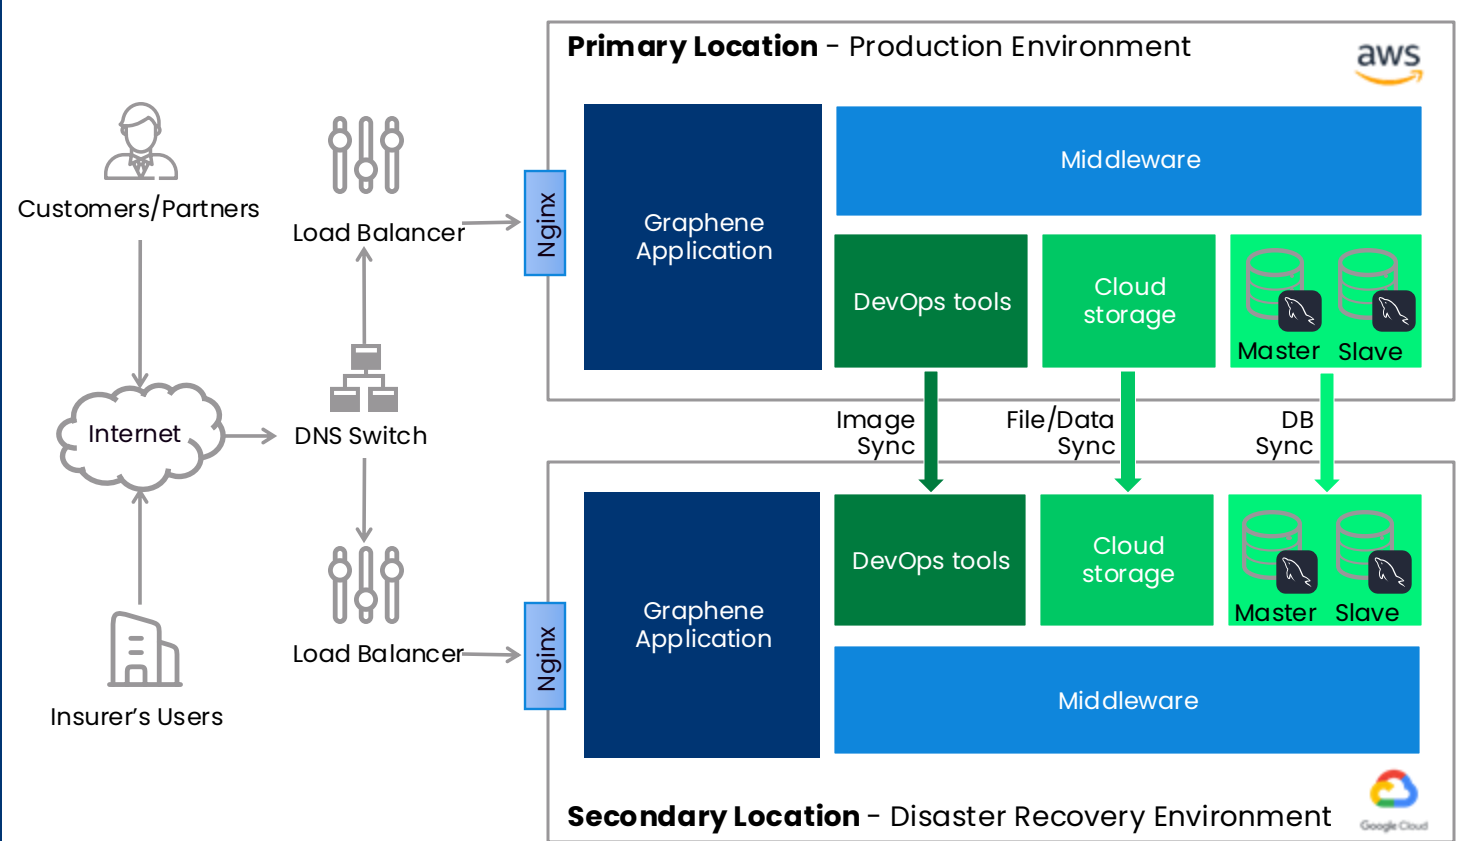 Primary Location - Production Environment
aws
Customers/Partners
Load Balancer
Nginx
Graphene
Application
Middleware
DevOps tools
Cloud
storage
Master
Slave
Internet
DNS Switch
Image
Sync
File/Data
Sync
DB
Sync
Insurer's Users
Load Balancer
Nginx
Graphene
Application
DevOps tools
Cloud
storage
Master
Slave
Middleware
Secondary Location - Disaster Recovery Environment
Google Cloud